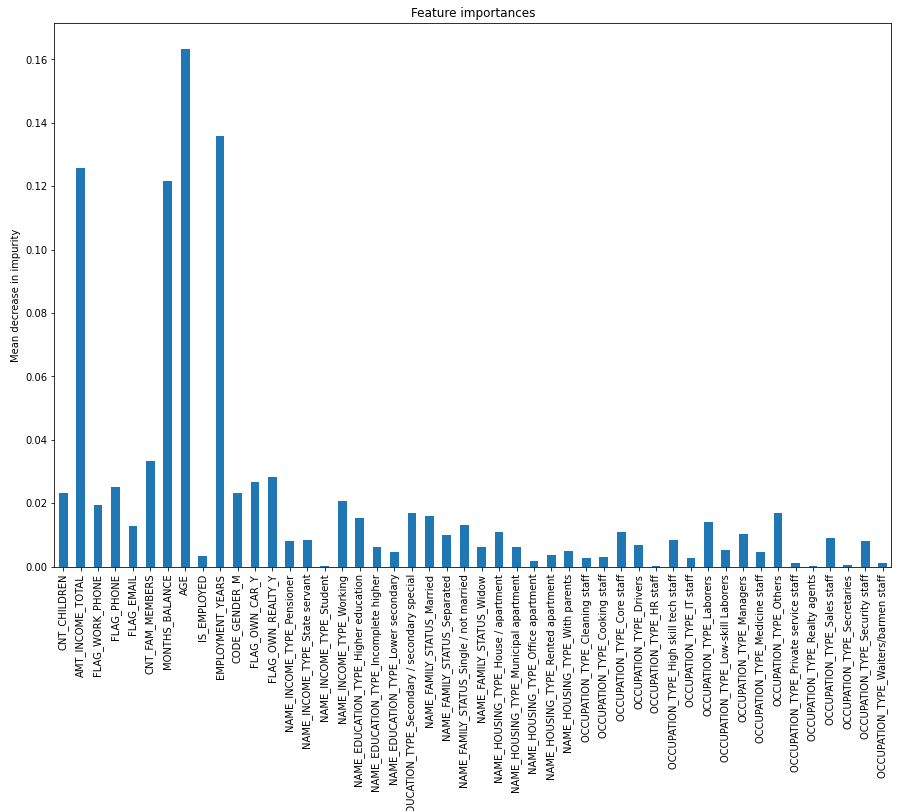 Feature importances
Mean decrease in impurity
0.16
0.14
0.12
0.10
0.08
0.06
0.04
0.02
0.00
CNT_CHILDREN
AMT_INCOME_TOTAL
FLAG_WORK_PHONE
FLAG_PHONE
FLAG_EMAIL
CNT_FAM_MEMBERS
MONTHS_BALANCE
AGE
IS_EMPLOYED
EMPLOYMENT_YEARS
CODE_GENDER_M
FLAG_OWN_CAR_Y
FLAG_OWN_REALTY_Y
NAME_INCOME_TYPE_Pensioner
NAME_INCOME_TYPE_State servant
NAME_INCOME_TYPE_Student
NAME_INCOME_TYPE_Working
NAME_EDUCATION_TYPE_Higher education
NAME_EDUCATION_TYPE_Incomplete higher
NAME_EDUCATION_TYPE_Lower secondary
DUCATION_TYPE_Secondary / secondary special
NAME_FAMILY_STATUS_Married
NAME_FAMILY_STATUS_Separated
NAME_FAMILY_STATUS_Single / not married
NAME_FAMILY_STATUS_Widow
NAME_HOUSING_TYPE_House / apartment
NAME_HOUSING_TYPE_Municipal apartment
NAME_HOUSING_TYPE_Office apartment
NAME_HOUSING_TYPE_Rented apartment
NAME_HOUSING_TYPE_With parents
OCCUPATION_TYPE_Cleaning staff
OCCUPATION_TYPE_Cooking staff
OCCUPATION_TYPE_Core staff
OCCUPATION_TYPE_Drivers
OCCUPATION_TYPE_HR staff
OCCUPATION_TYPE_High skill tech staff
OCCUPATION_TYPE_IT staff
OCCUPATION_TYPE_Laborers
OCCUPATION_TYPE_Low-skill Laborers
OCCUPATION_TYPE_Managers
OCCUPATION_TYPE_Medicine staff
OCCUPATION_TYPE_Others
OCCUPATION_TYPE_Private service staff
OCCUPATION_TYPE_Realty agents
OCCUPATION_TYPE_Sales staff
OCCUPATION_TYPE_Secretaries
OCCUPATION_TYPE_Security staff
OCCUPATION_TYPE_Waiters/barmen staff